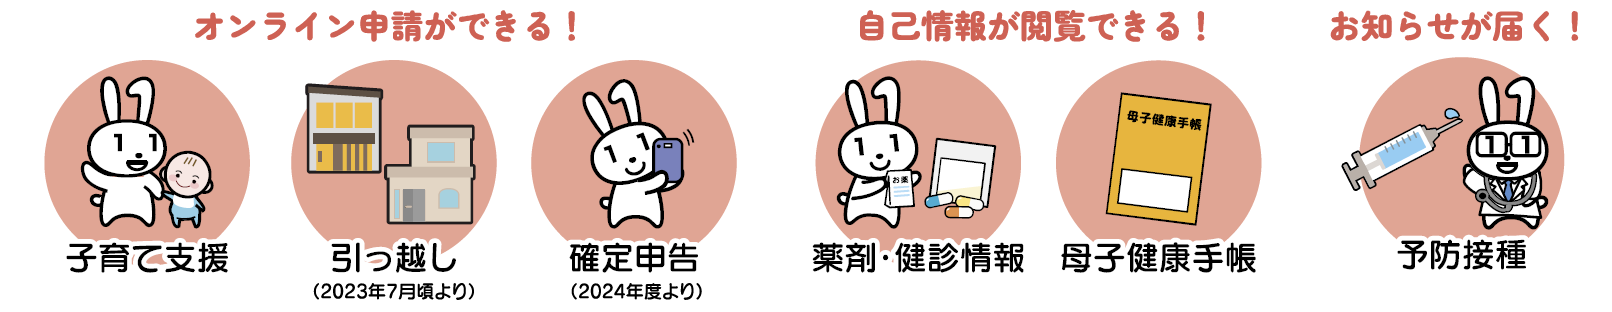 オンライン申請ができる！
自己情報が閲覧できる！
お知らせが届く！
お薬
母子健康手帳
子育て支援
引っ越し
（2023年7月頃より）
確定申告
（2024年度より）
薬剤・健診情報
母子健康手帳
予防接種